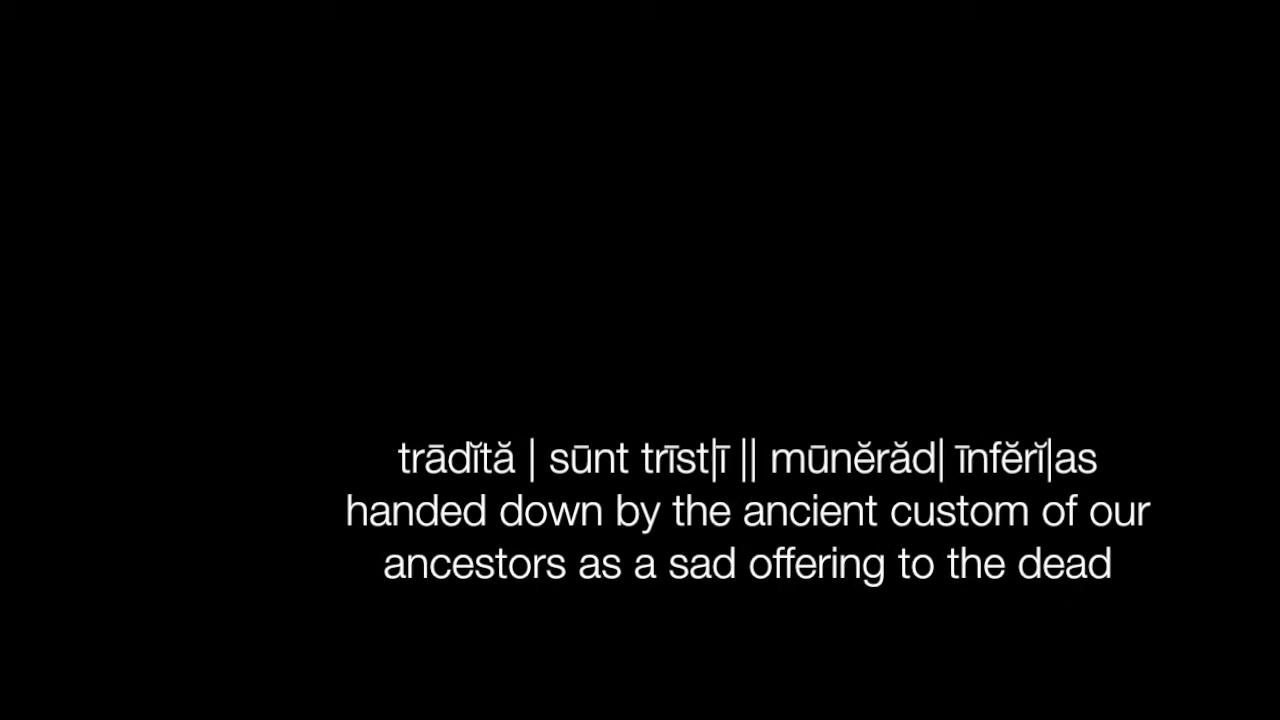 trādĭtă | sūnt trīst|ī || mūnĕrăd| īnfĕrĭ|as
handed down by the ancient custom of our
ancestors as a sad offering to the dead